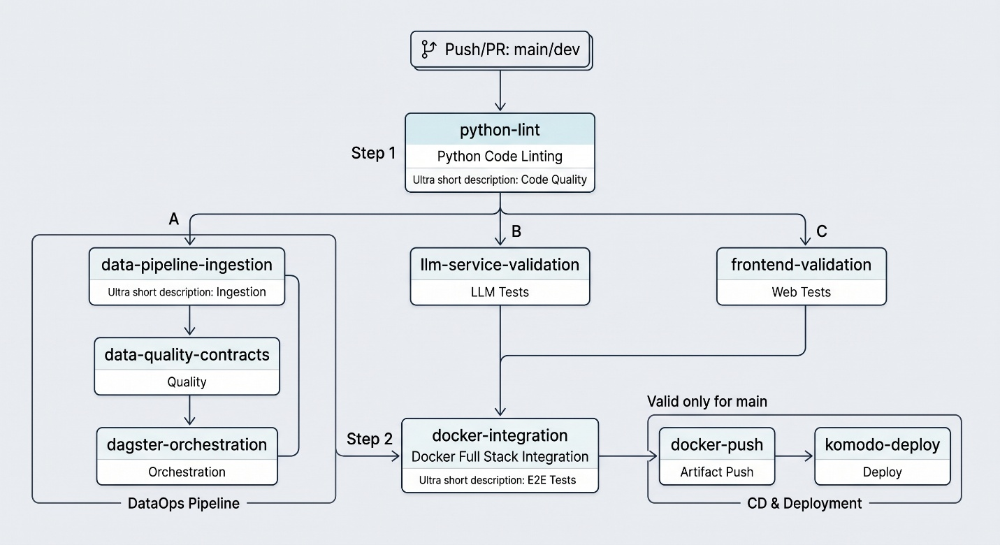 Push/PR: main/dev
python-lint
Step 1
Python Code Linting
Ultra short description: Code Quality
A
B
C
data-pipeline-ingestion
Ultra short description: Ingestion
llm-service-validation
LLM Tests
frontend-validation
Web Tests
data-quality-contracts
Quality
dagster-orchestration
Orchestration
DataOps Pipeline
Step 2
docker-integration
Docker Full Stack Integration
Ultra short description: E2E Tests
Valid only for main
docker-push
Artifact Push
komodo-deploy
Deploy
CD & Deployment